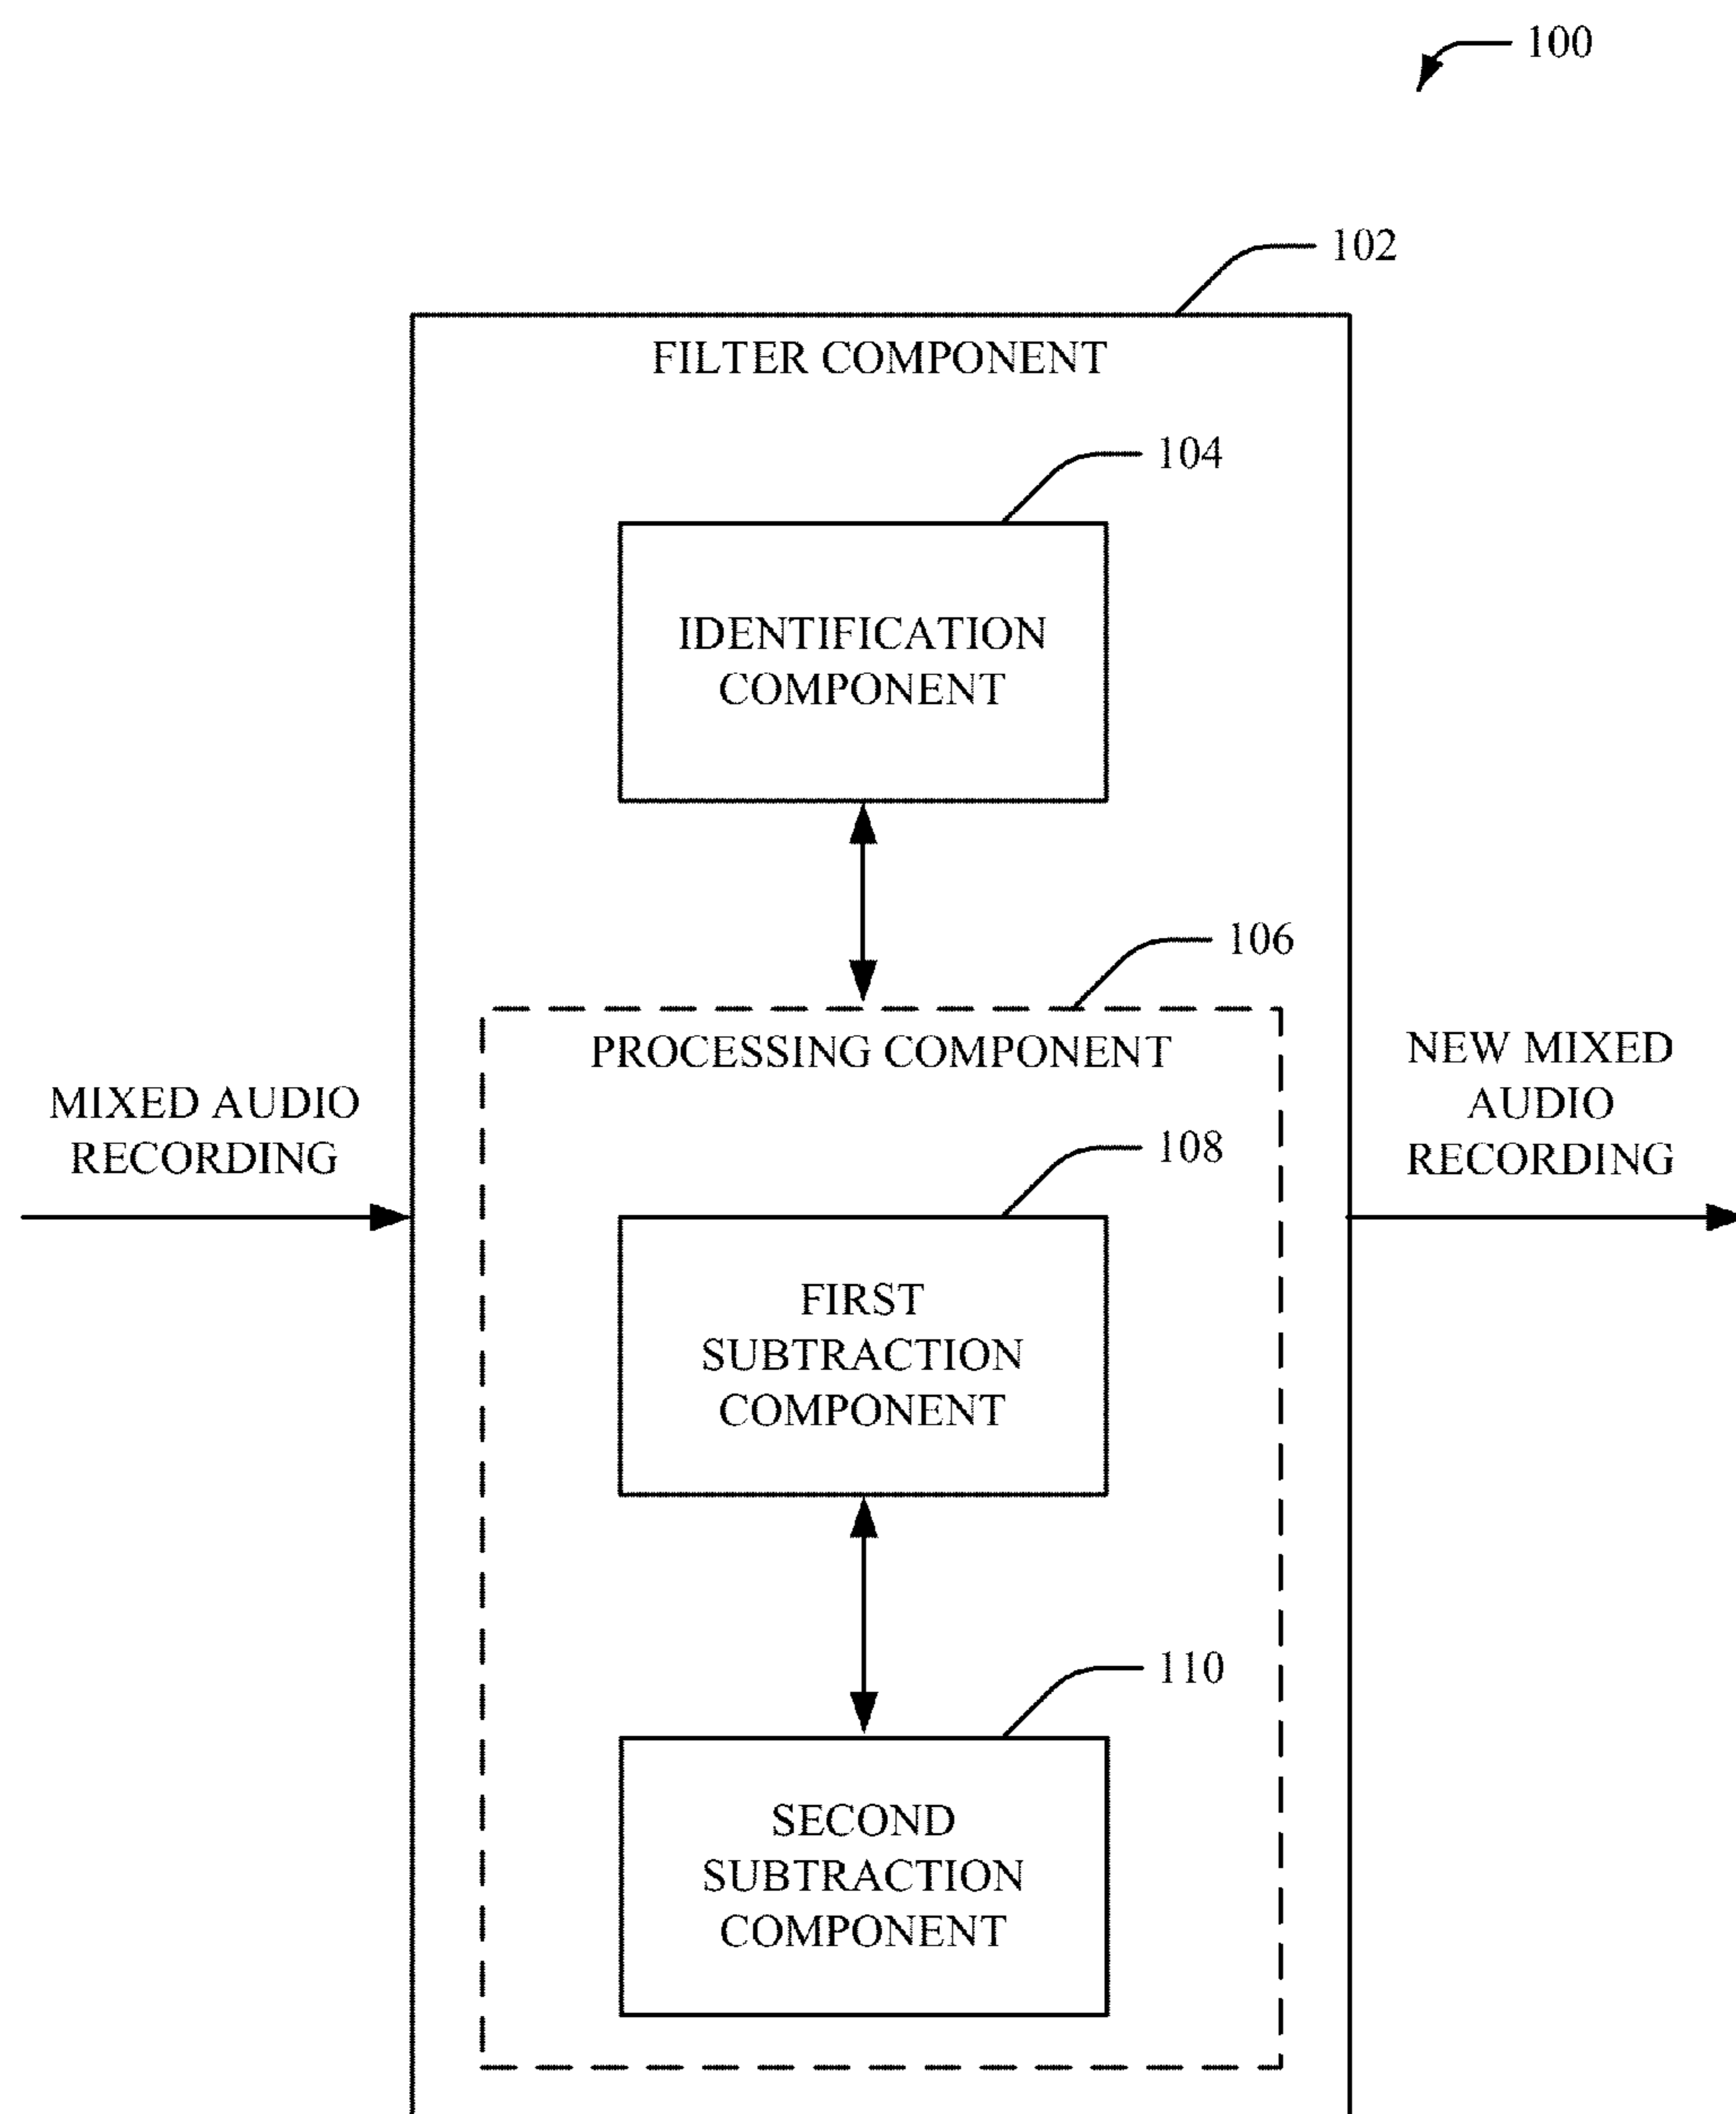 100
102
FILTER COMPONENT
104
IDENTIFICATION
COMPONENT
106
PROCESSING COMPONENT
MIXED AUDIO
RECORDING
NEW MIXED
AUDIO
RECORDING
108
FIRST
SUBTRACTION
COMPONENT
110
SECOND
SUBTRACTION
COMPONENT